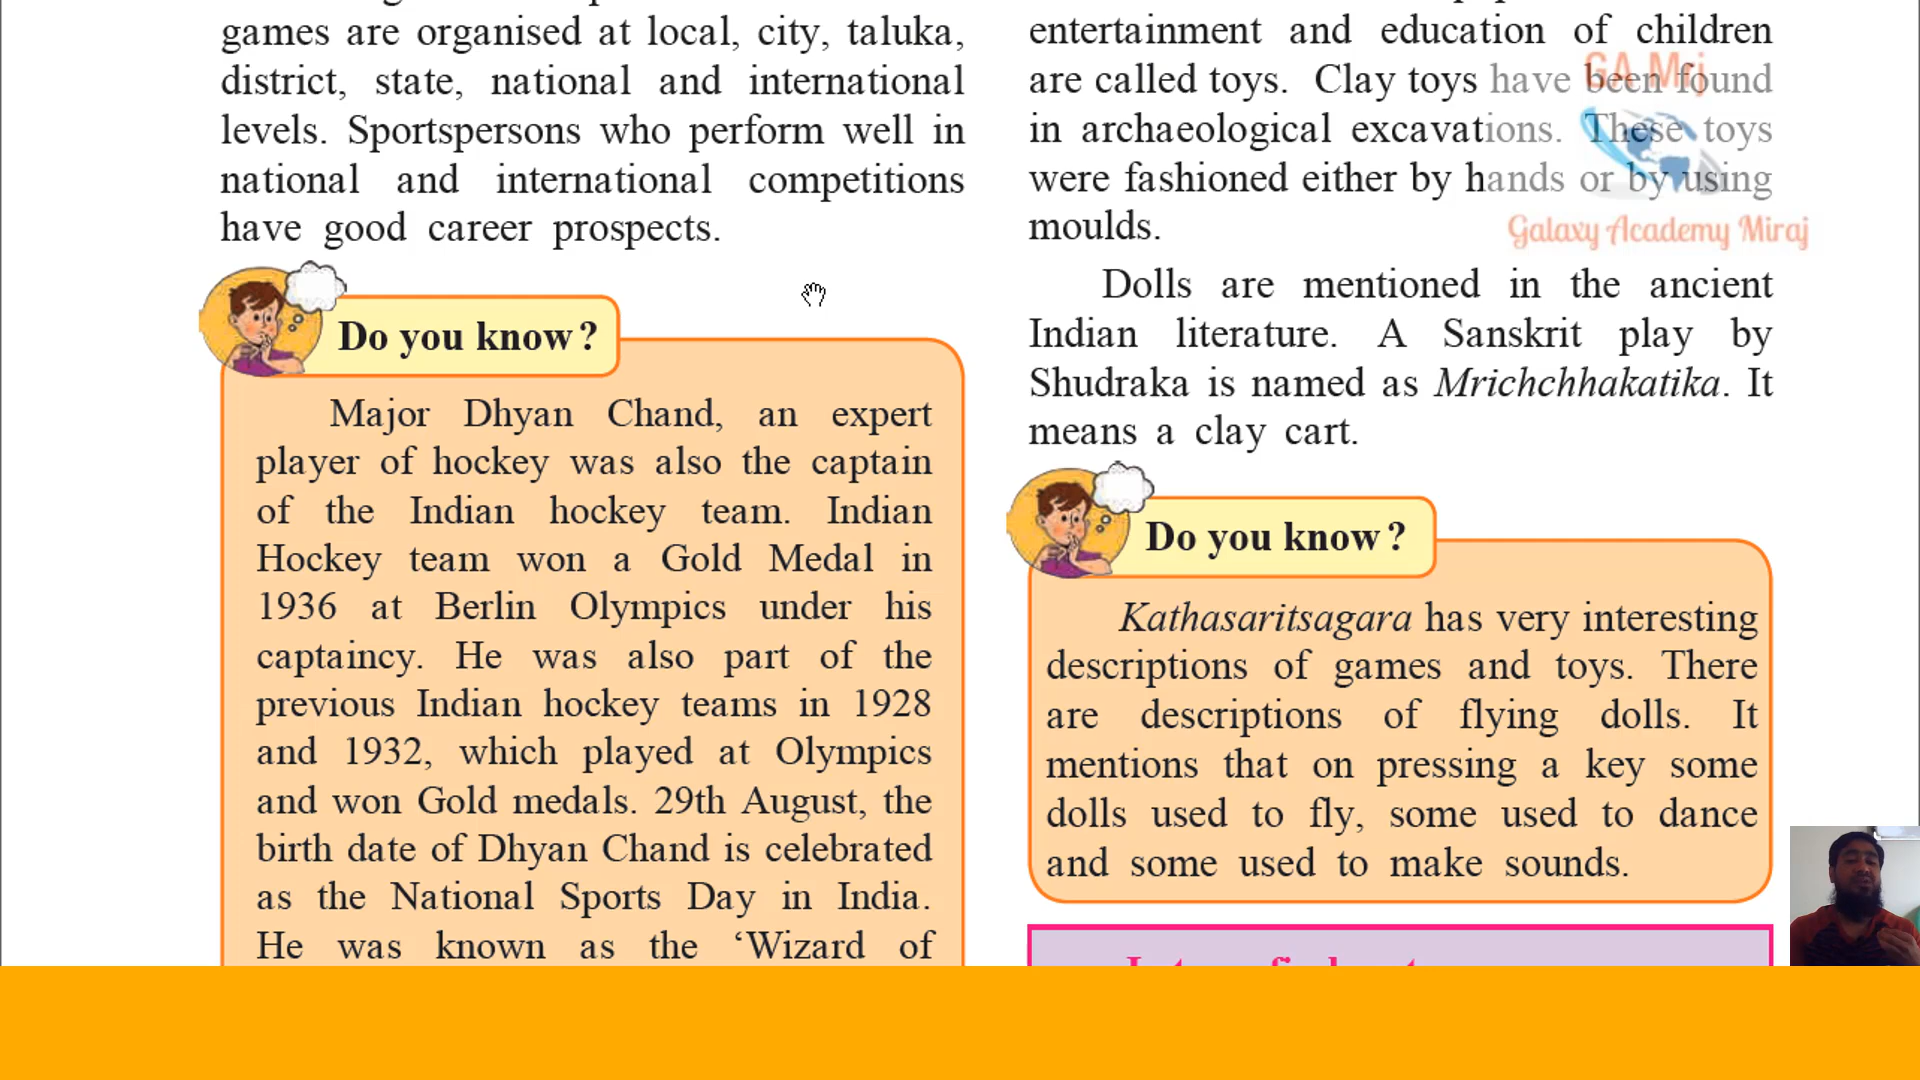 games are organised at local, city, taluka,
district, state, national and international
levels. Sportspersons who perform well in
national and international competitions
have good career prospects.
Do you know?
Major Dhyan Chand, an expert
player of hockey was also the captain
of the Indian hockey team. Indian
Hockey team won a Gold Medal in
1936 at Berlin Olympics under his
captaincy. He was also part of the
previous Indian hockey teams in 1928
and 1932, which played at Olympics
and won Gold medals. 29th August, the
birth date of Dhyan Chand is celebrated
as the National Sports Day in India.
He was known as the ‘Wizard of
entertainment and education of children
are called toys. Clay toys have been found
in archaeological excavations. These toys
were fashioned either by hands or by using
moulds.
Dolls are mentioned in the ancient
Indian literature. A Sanskrit play by
Shudraka is named as Mrichchhakatika. It
means a clay cart.
Do you know?
Kathasaritsagara has very interesting
descriptions of games and toys. There
are descriptions of flying dolls. It
mentions that on pressing a key some
dolls used to fly, some used to dance
and some used to make sounds.
GA Mrj
Galaxy Academy Miraj